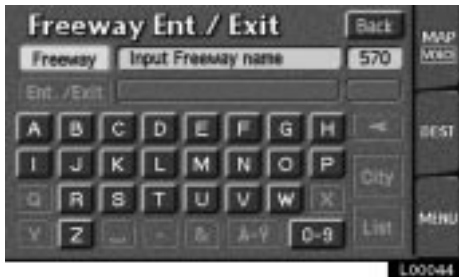 Freeway Ent. / Exit Back
MAP
VOICE
Freeway Input Freeway name 570
Ent. /Exit
A B C D E F G H
DEST
I J K L M N O P
City
Q R S T U V W X
Y Z - & À-Ý 0-9 List
MENU
L00044